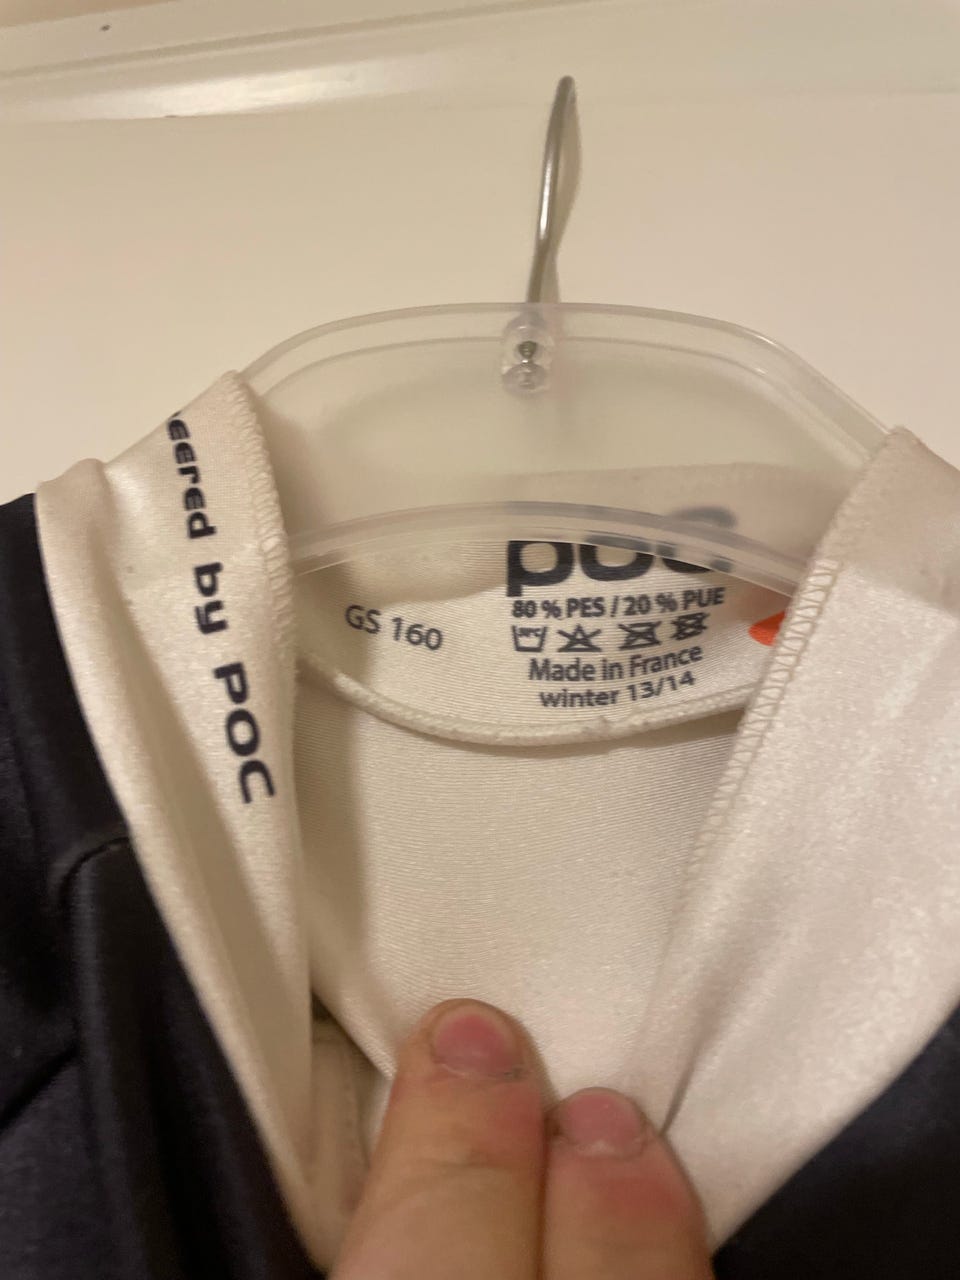 eered by POC
poc
GS 160
80 % PES / 20 % PUE
Made in France
winter 13/14